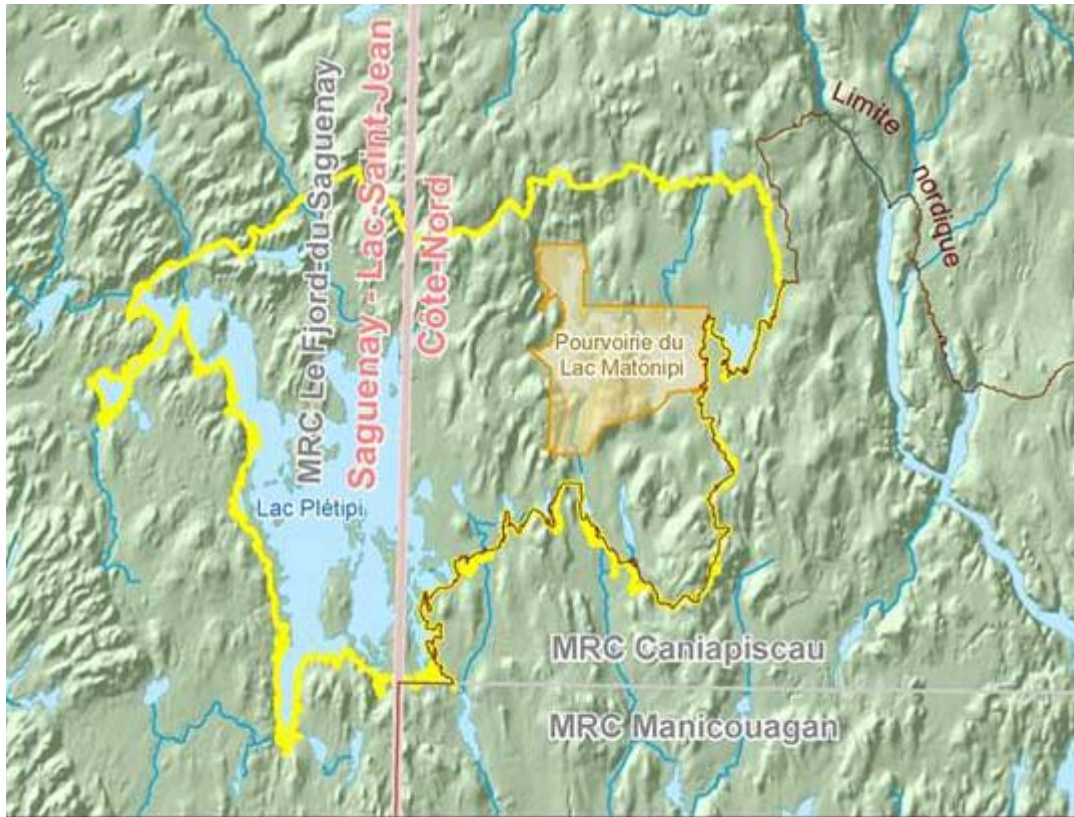 MRC Le Fjord-du-Saguenay
Saguenay - Lac-Saint-Jean
Côte-Nord
Limite
nordique
Pourvoirie du
Lac Matonipi
Lac Plétipi
MRC Caniapiscau
MRC Manicouagan